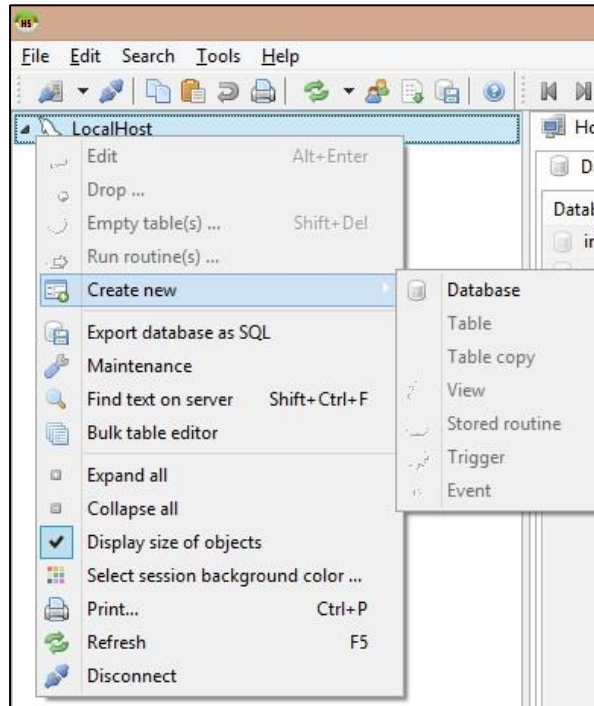 HS
File Edit Search Tools Help
LocalHost
Ho
D
Datab
Edit Alt+Enter
Drop ...
Empty table(s) ... Shift+Del
Run routine(s) ...
Create new
Export database as SQL
Maintenance
Find text on server Shift+Ctrl+F
Bulk table editor
Expand all
Collapse all
Display size of objects
Select session background color ...
Print... Ctrl+P
Refresh F5
Disconnect
Database
Table
Table copy
View
Stored routine
Trigger
Event